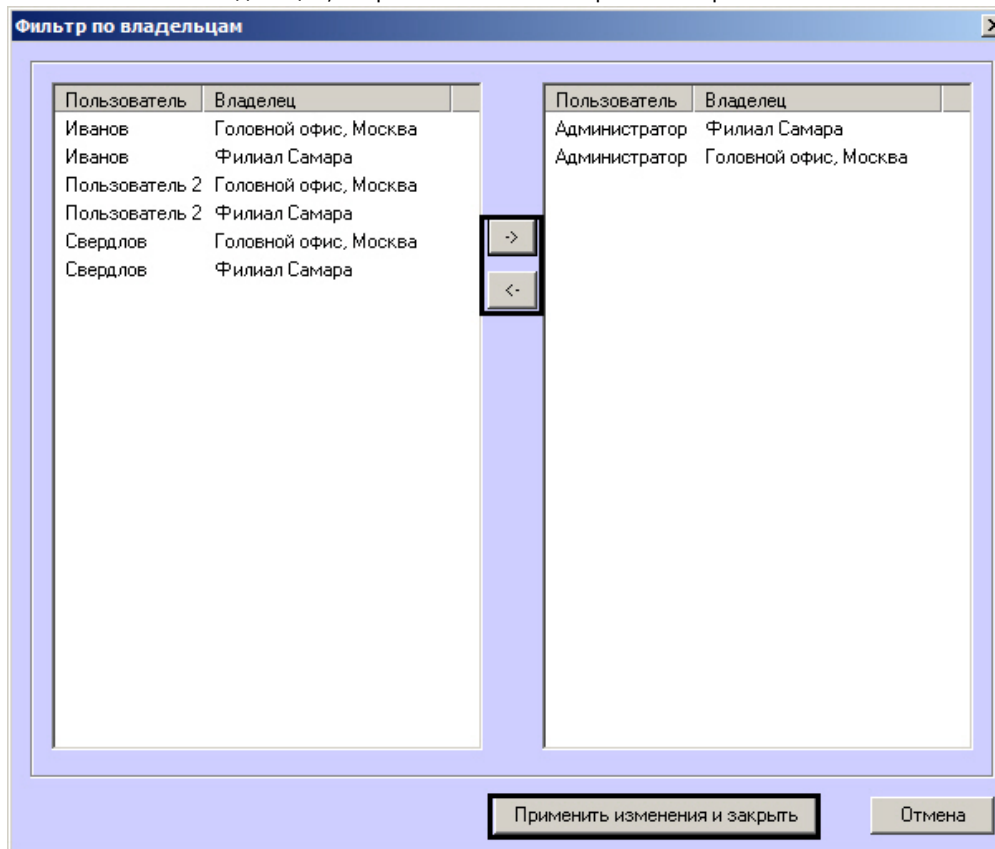 Фильтр по владельцам
Пользователь Владелец
Иванов Головной офис, Москва
Иванов Филиал Самара
Пользователь 2 Головной офис, Москва
Пользователь 2 Филиал Самара
Свердлов Головной офис, Москва
Свердлов Филиал Самара
->
<-
Пользователь Владелец
Администратор Филиал Самара
Администратор Головной офис, Москва
Применить изменения и закрыть Отмена